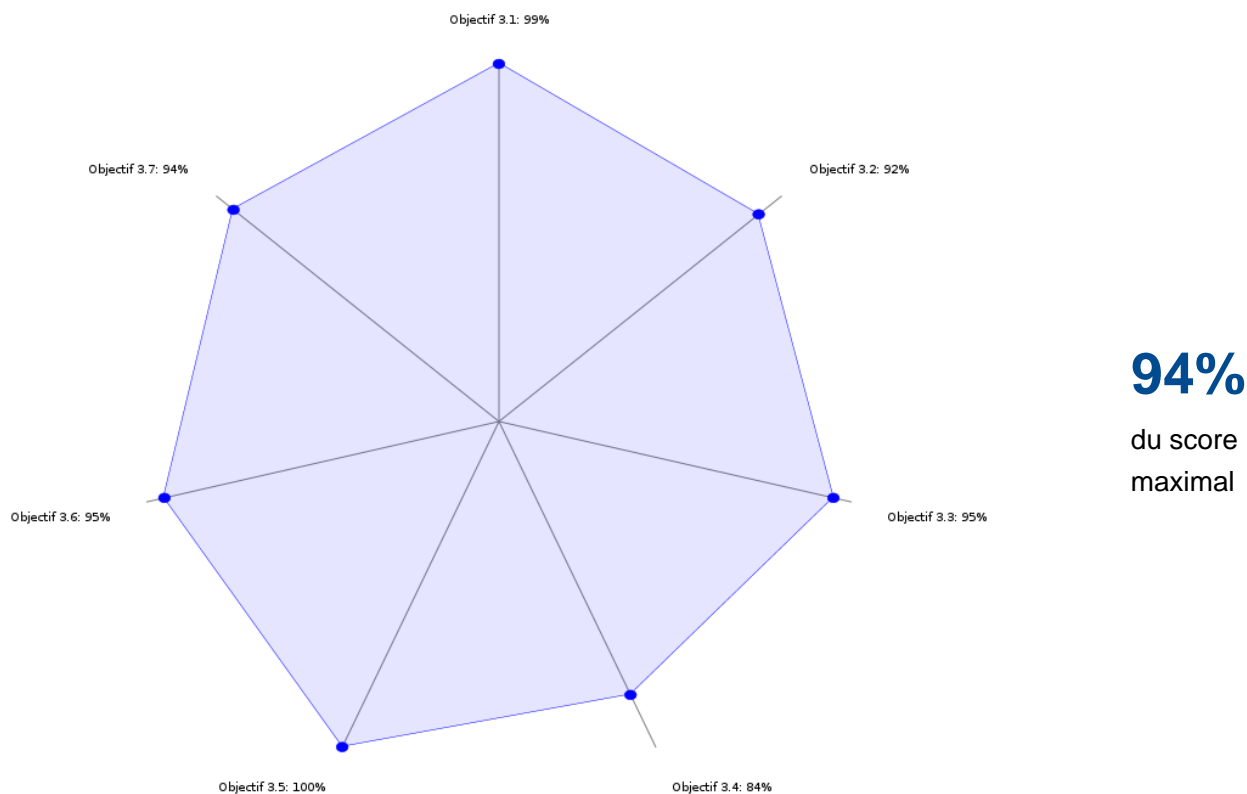 Objectif 3.1: 99%
Objectif 3.7: 94%
Objectif 3.2: 92%
94%
du score
maximal
Objectif 3.6: 95%
Objectif 3.3: 95%
Objectif 3.5: 100%
Objectif 3.4: 84%